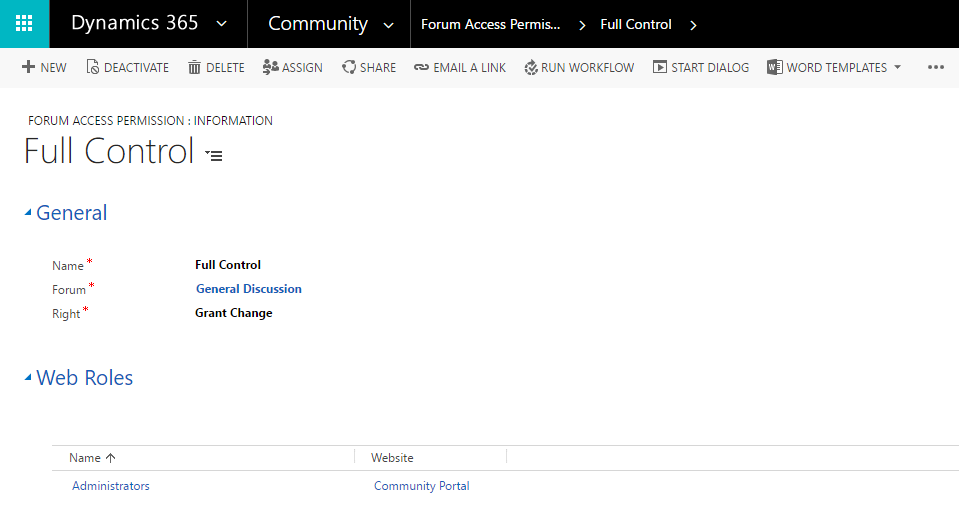 Dynamics 365 Community Forum Access Permis... Full Control
NEW DEACTIVATE DELETE ASSIGN SHARE EMAIL A LINK RUN WORKFLOW START DIALOG WORD TEMPLATES
FORUM ACCESS PERMISSION : INFORMATION
Full Control
General
Name* Full Control
Forum* General Discussion
Right* Grant Change
Web Roles
Name Website
Administrators Community Portal